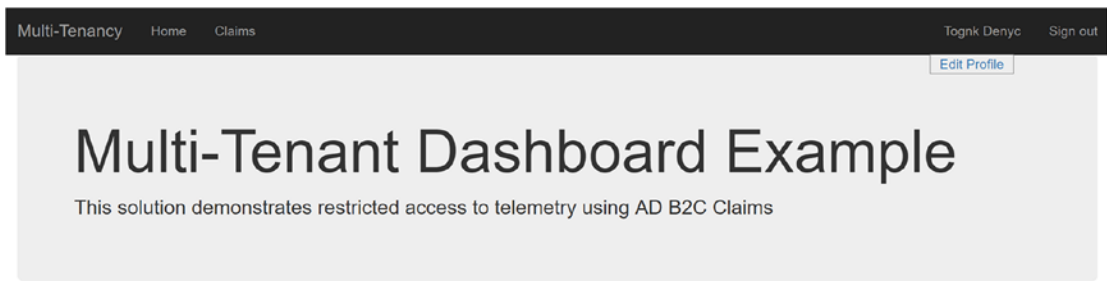 Multi-Tenancy Home Claims Tognk Denyc Sign out
Edit Profile
Multi-Tenant Dashboard Example
This solution demonstrates restricted access to telemetry using AD B2C Claims